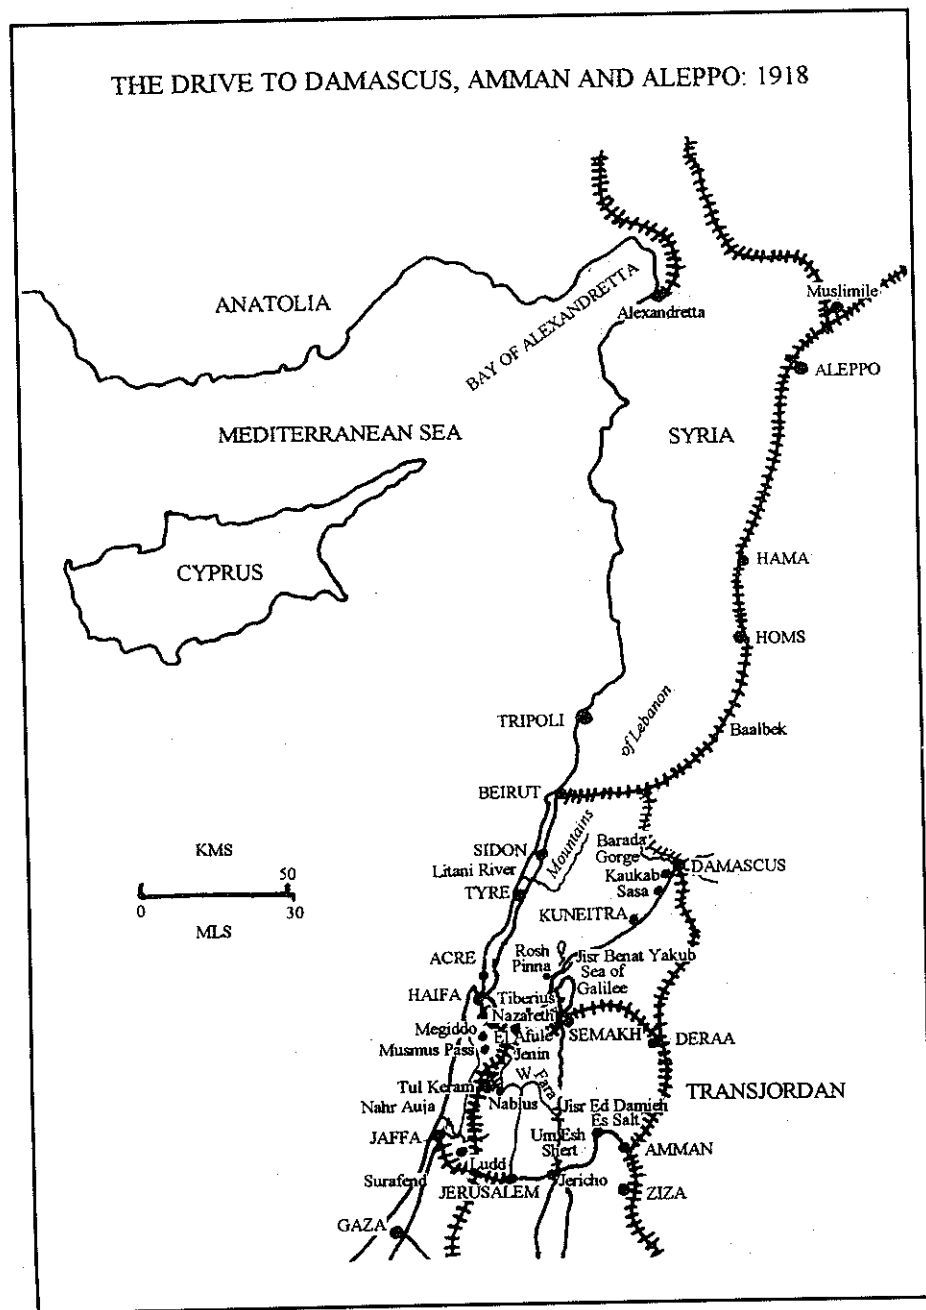 THE DRIVE TO DAMASCUS, AMMAN AND ALEPPO: 1918
ANATOLIA
BAY OF ALEXANDRETTA
Alexandretta
Muslimile
ALEPPO
MEDITERRANEAN SEA
SYRIA
CYPRUS
HAMA
HOMS
TRIPOLI
of Lebanon
Baalbek
BEIRUT
Mountains
SIDON
Barada
Gorge
DAMASCUS
KMS
Litani River
Kaukab
50
TYRE
Sasa
0
30
KUNEITRA
MLS
ACRE
Rosh
Pinna
Jisr Benat Yakub
Sea of
Galilee
HAIFA
Tiberius
Nazareth
Megiddo
El Afule
SEMAKH
DERAA
Musmus Pass
Jenin
Tul Keram
W. Fara
TRANSJORDAN
Nahr Auja
Nablus
Jisr Ed Damieh
Es Salt
JAFFA
Um Esh
Shert
AMMAN
Ludd
Surafend
JERUSALEM
Jericho
ZIZA
GAZA